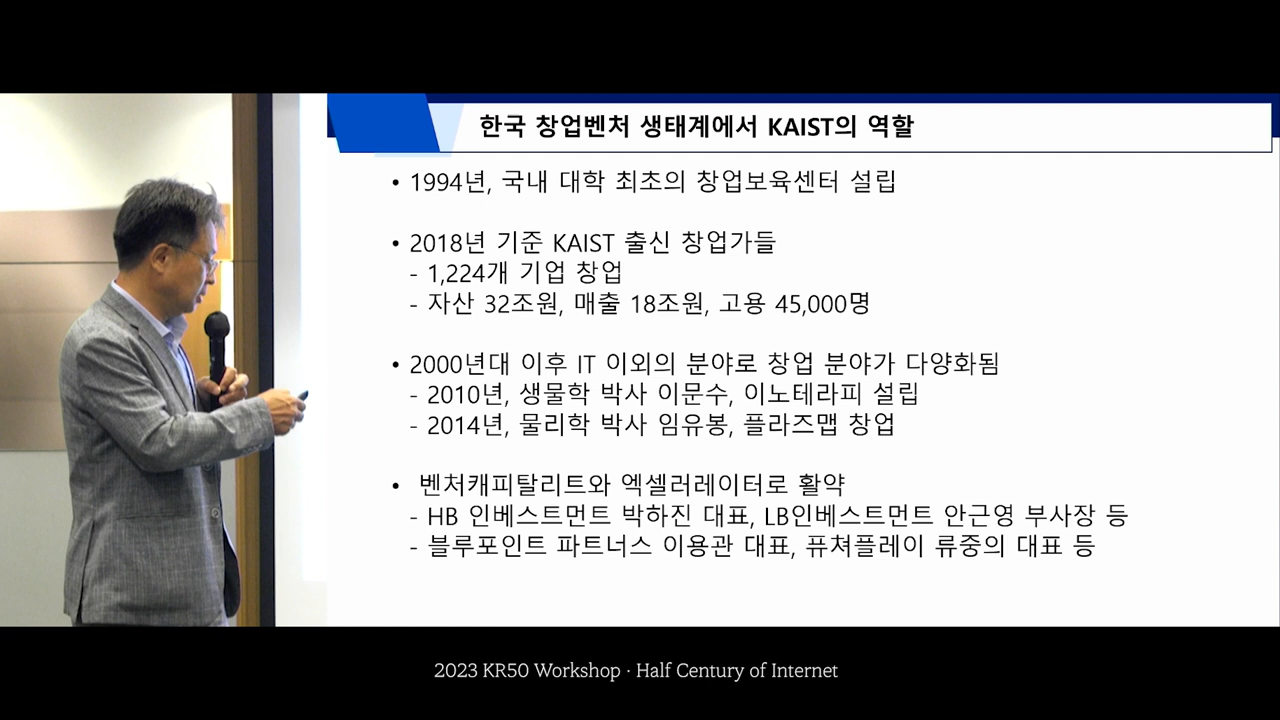 한국 창업벤처 생태계에서 KAIST의 역할
• 1994년, 국내 대학 최초의 창업보육센터 설립
• 2018년 기준 KAIST 출신 창업가들
- 1,224개 기업 창업
- 자산 32조원, 매출 18조원, 고용 45,000명
• 2000년대 이후 IT 이외의 분야로 창업 분야가 다양화됨
- 2010년, 생물학 박사 이문수, 이노테라피 설립
- 2014년, 물리학 박사 임유봉, 플라즈맵 창업
• 벤처캐피탈리트와 엑셀러레이터로 활약
- HB 인베스트먼트 박하진 대표, LB인베스트먼트 안근영 부사장 등
- 블루포인트 파트너스 이용관 대표, 퓨쳐플레이 류중의 대표 등
2023 KR50 Workshop · Half Century of Internet